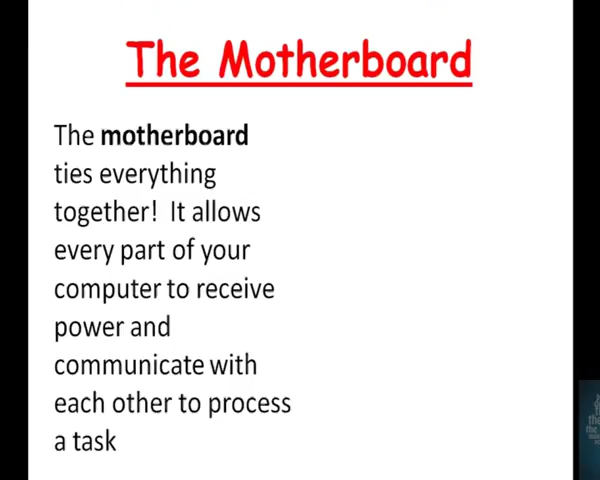 The Motherboard
The motherboard
ties everything
together! It allows
every part of your
computer to receive
power and
communicate with
each other to process
a task